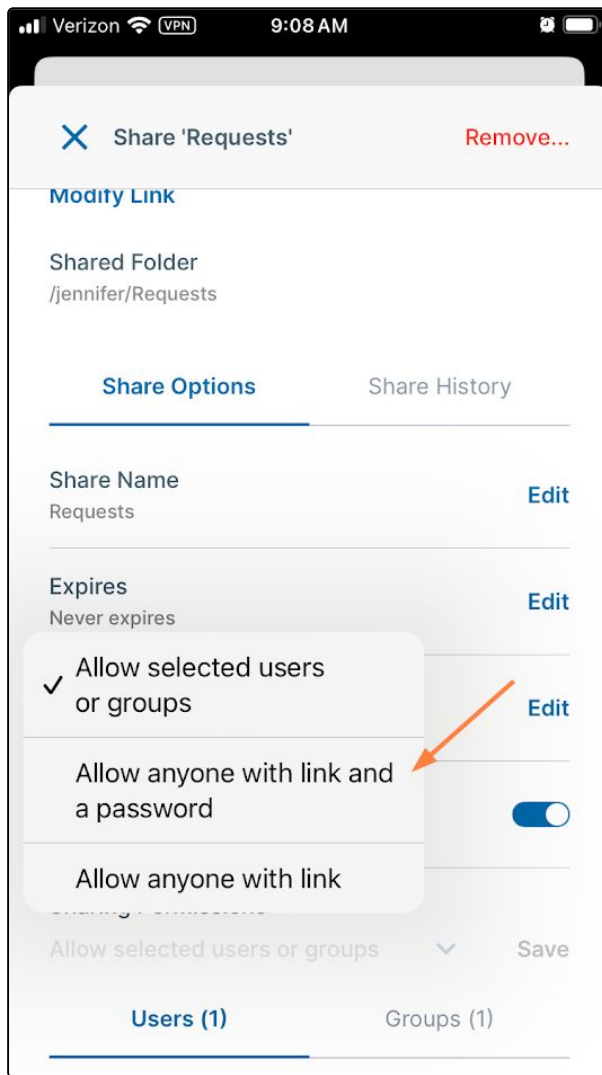 Verizon VPN 9:08 AM
Share 'Requests' Remove...
Modify Link
Shared Folder
/jennifer/Requests
Share Options Share History
Share Name
Requests
Edit
Expires
Never expires
Edit
Allow selected users
or groups
Edit
Allow anyone with link and
a password
Allow anyone with link
Sharing Permissions
Allow selected users or groups Save
Users (1) Groups (1)